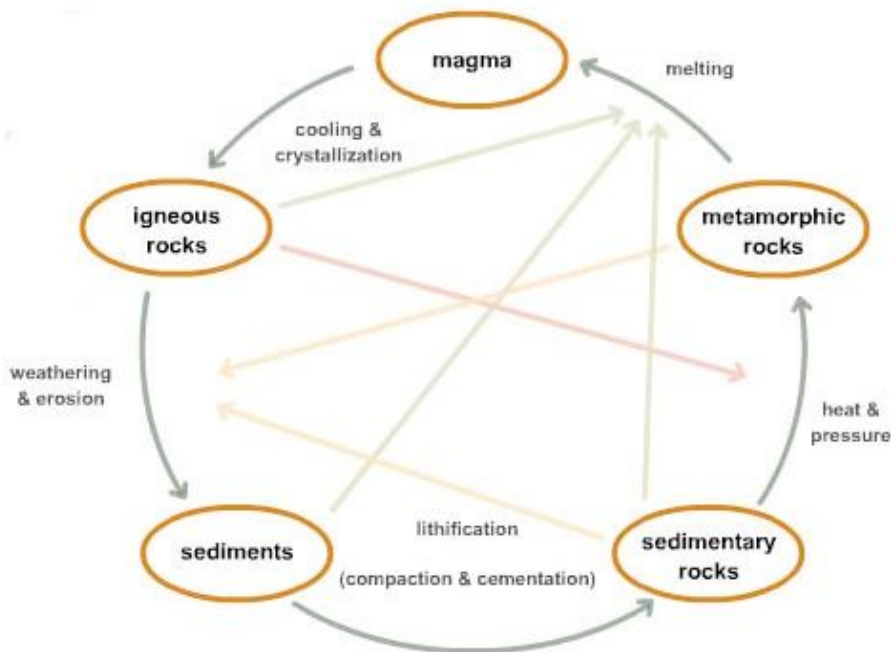 magma
melting
cooling &
crystallization
igneous
rocks
metamorphic
rocks
weathering
& erosion
heat &
pressure
lithification
sediments
(compaction & cementation)
sedimentary
rocks